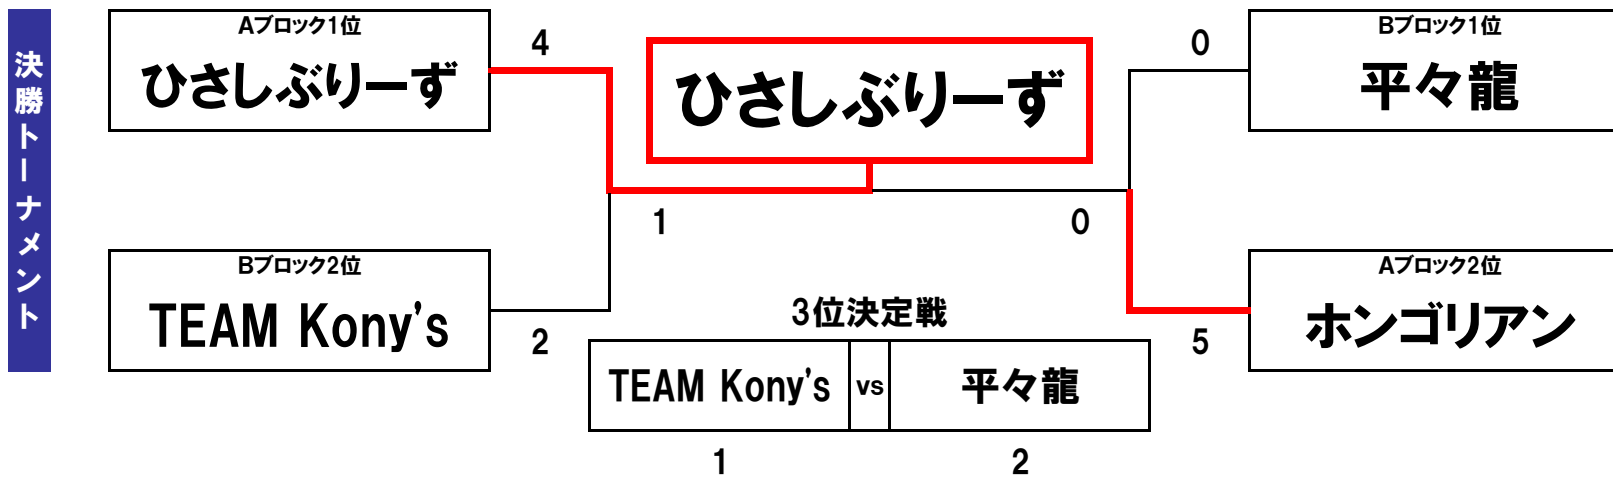 決勝トーナメント
Aブロック1位
ひさしぶりーず
4
ひさしぶりーず
0
Bブロック1位
平々龍
1
0
Bブロック2位
TEAM Kony's
2
3位決定戦
5
Aブロック2位
ホンゴリアン
TEAM Kony's vs 平々龍
1 2